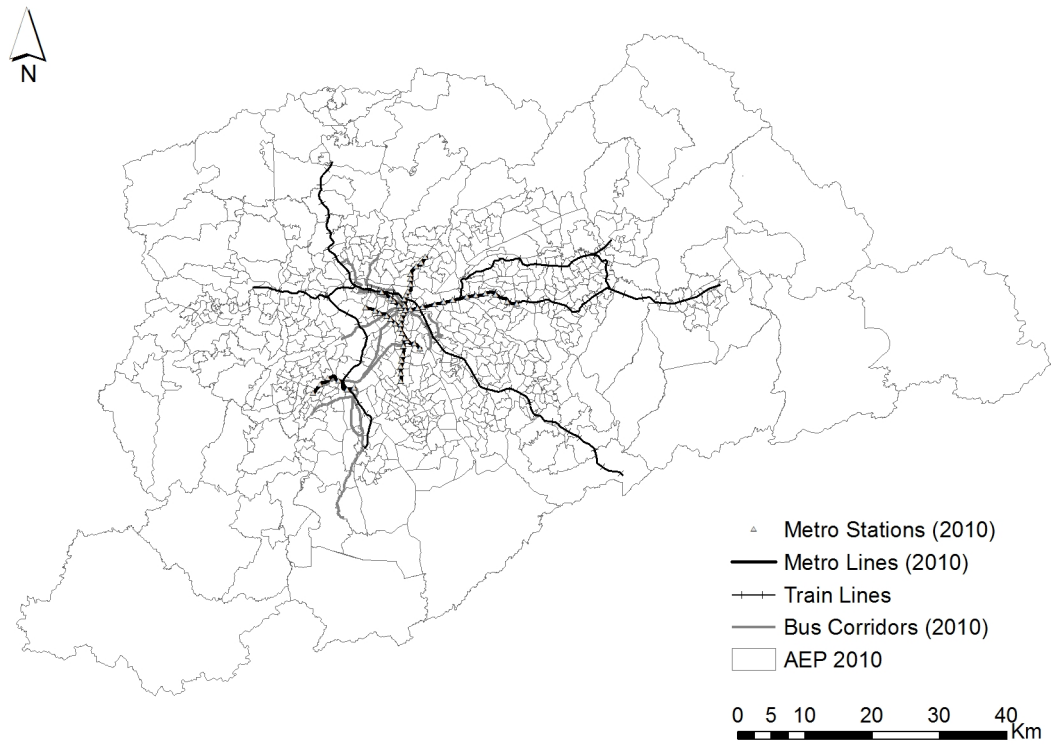 N
Metro Stations (2010)
Metro Lines (2010)
Train Lines
Bus Corridors (2010)
AEP 2010
0 5 10 20 30 40
Km